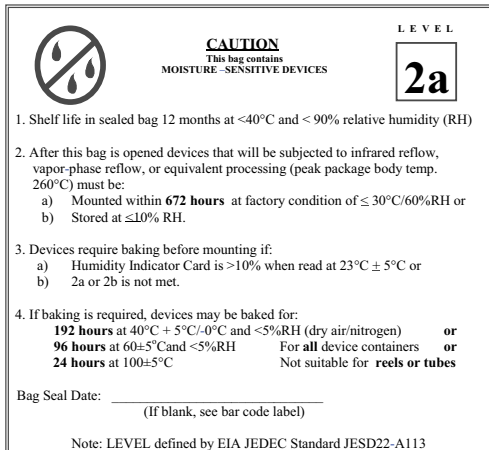 LEVEL
CAUTION
This bag contains
MOISTURE –SENSITIVE DEVICES
2a
1. Shelf life in sealed bag 12 months at <40°C and < 90% relative humidity (RH)
2. After this bag is opened devices that will be subjected to infrared reflow,
vapor-phase reflow, or equivalent processing (peak package body temp.
260°C) must be:
a) Mounted within 672 hours at factory condition of ≤ 30°C/60%RH or
b) Stored at ≤10% RH.
3. Devices require baking before mounting if:
a) Humidity Indicator Card is >10% when read at 23°C ± 5°C or
b) 2a or 2b is not met.
4. If baking is required, devices may be baked for:
192 hours at 40°C + 5°C/-0°C and <5%RH (dry air/nitrogen) or
96 hours at 60±5°Cand <5%RH For all device containers or
24 hours at 100±5°C Not suitable for reels or tubes
Bag Seal Date: ______________________________
(If blank, see bar code label)
Note: LEVEL defined by EIA JEDEC Standard JESD22-A113